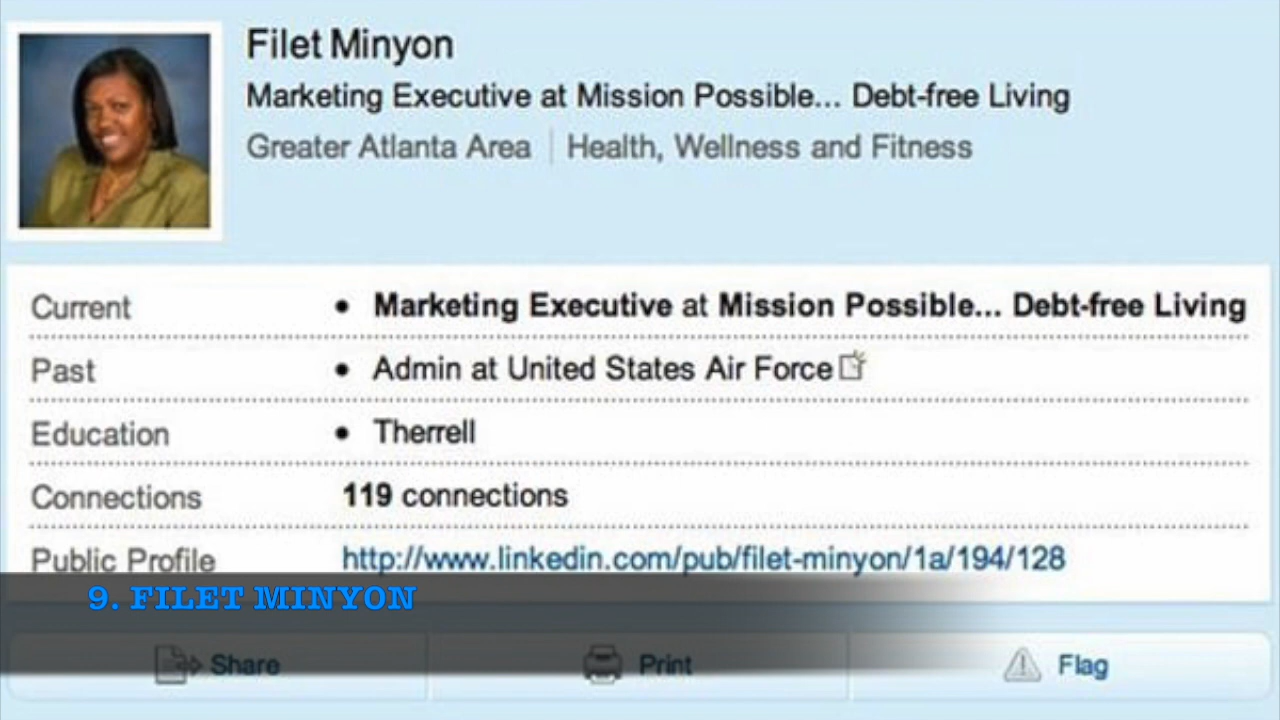 Filet Minyon
Marketing Executive at Mission Possible... Debt-free Living
Greater Atlanta Area | Health, Wellness and Fitness
Current • Marketing Executive at Mission Possible... Debt-free Living
Past • Admin at United States Air Force
Education • Therrell
Connections 119 connections
Public Profile http://www.linkedin.com/pub/filet-minyon/1a/194/128
9. FILET MINYON
Share Print Flag